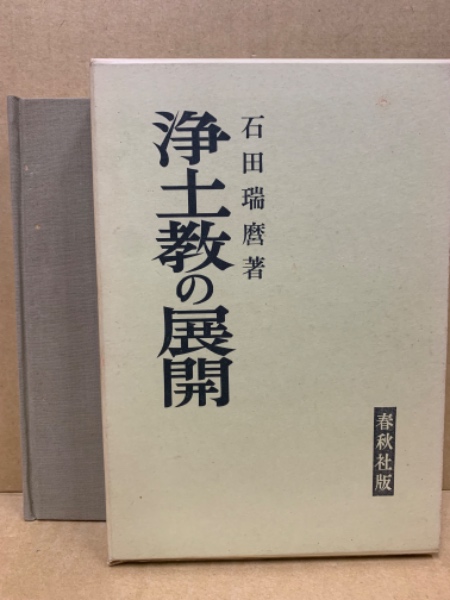 石田瑞麿著
浄土教の展開
春秋社版